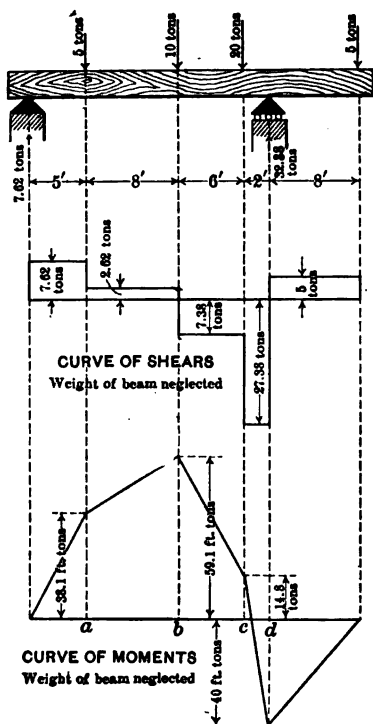 5 tons
10 tons
20 tons
5 tons
7.62 tons
32.38 tons
5'
8'
6'
2'
8'
7.62
tons
2.62
tons
7.38
tons
27.38 tons
5
tons
CURVE OF SHEARS
Weight of beam neglected
38.1 ft. tons
59.1 ft. tons
14.8
tons
a
b
c
d
40 ft. tons
CURVE OF MOMENTS
Weight of beam neglected